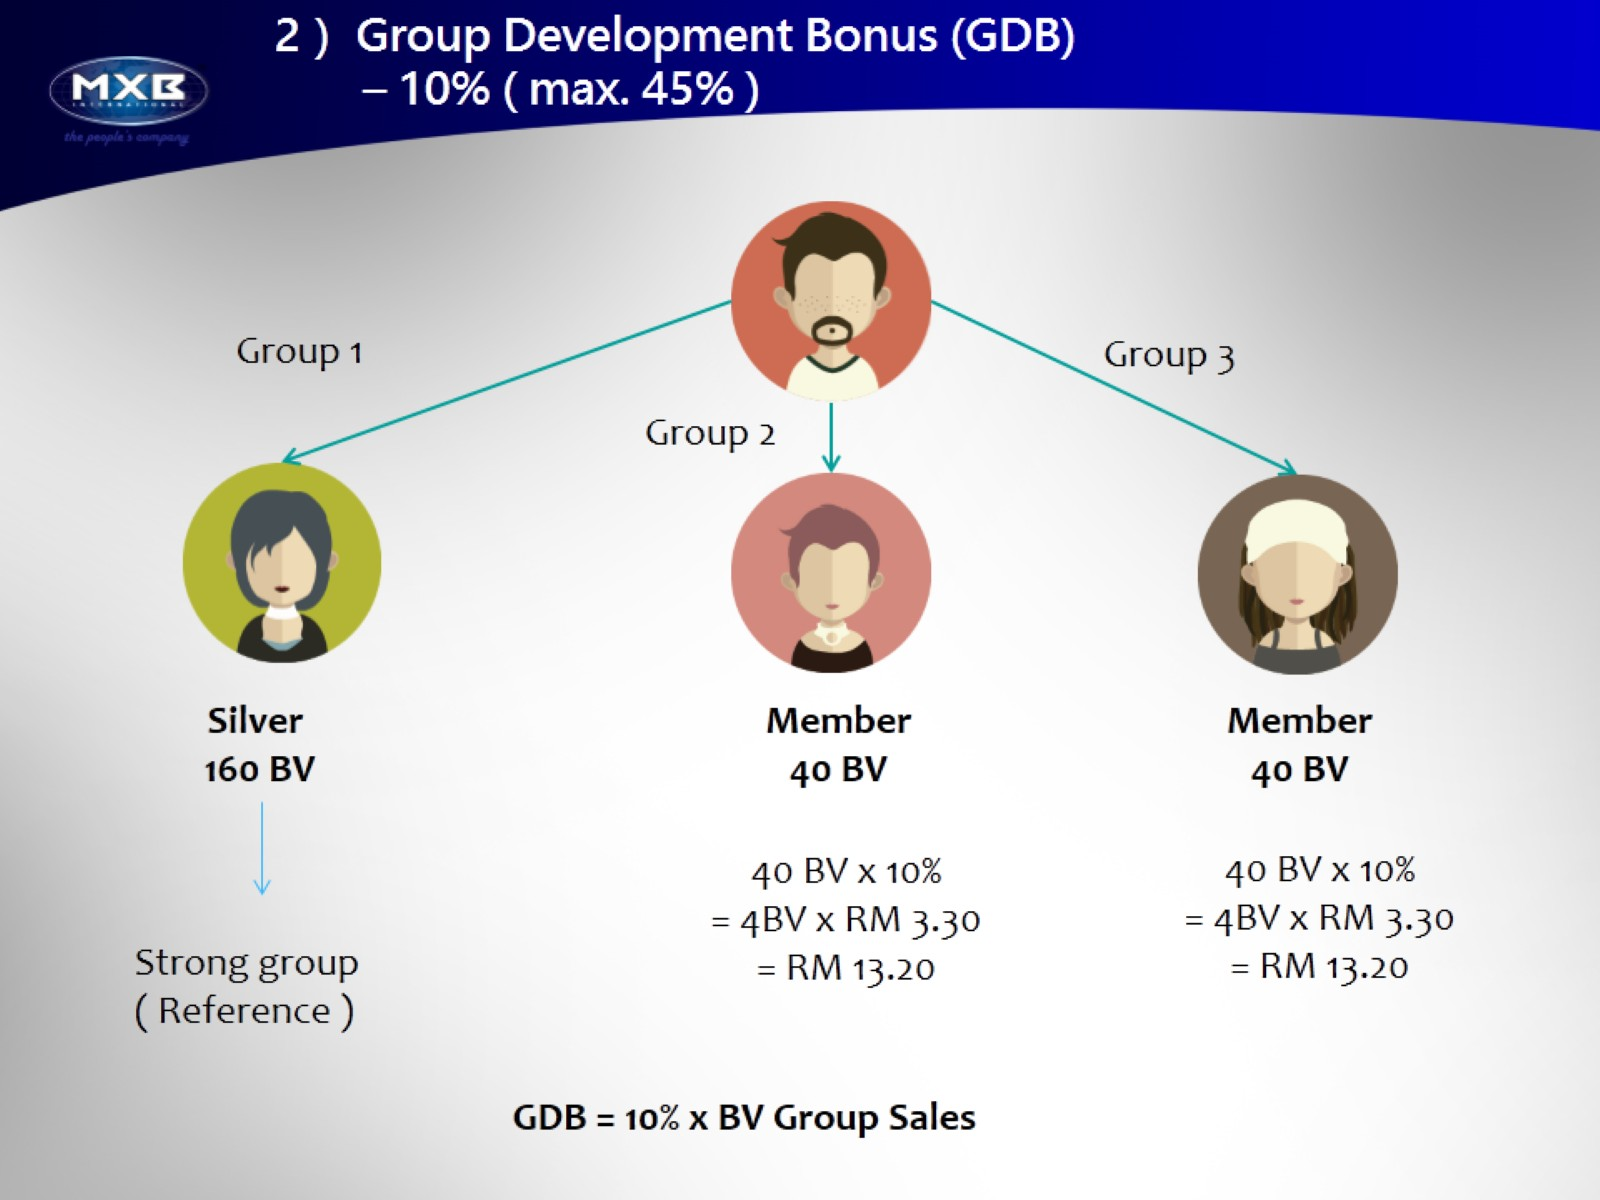 2 ) Group Development Bonus (GDB)
– 10% ( max. 45% )
MXB
INTERNATIONAL
the people's company
Group 1
Group 2
Group 3
Silver
160 BV
Member
40 BV
Member
40 BV
Strong group
( Reference )
40 BV x 10%
= 4BV x RM 3.30
= RM 13.20
40 BV x 10%
= 4BV x RM 3.30
= RM 13.20
GDB = 10% x BV Group Sales